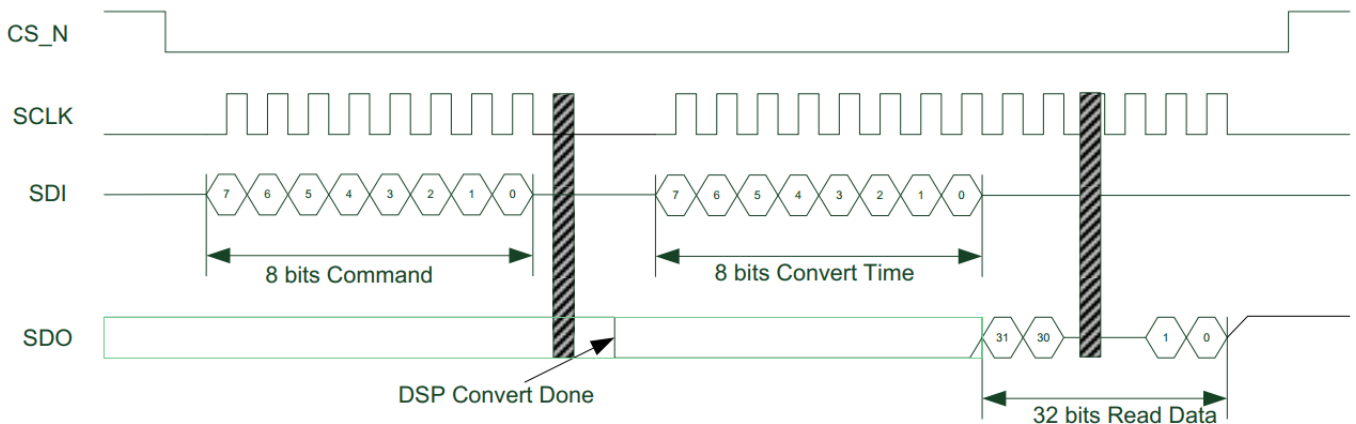 CS_N
SCLK
SDI
7 6 5 4 3 2 1 0
7 6 5 4 3 2 1 0
8 bits Command
8 bits Convert Time
SDO
31 30
1 0
DSP Convert Done
32 bits Read Data